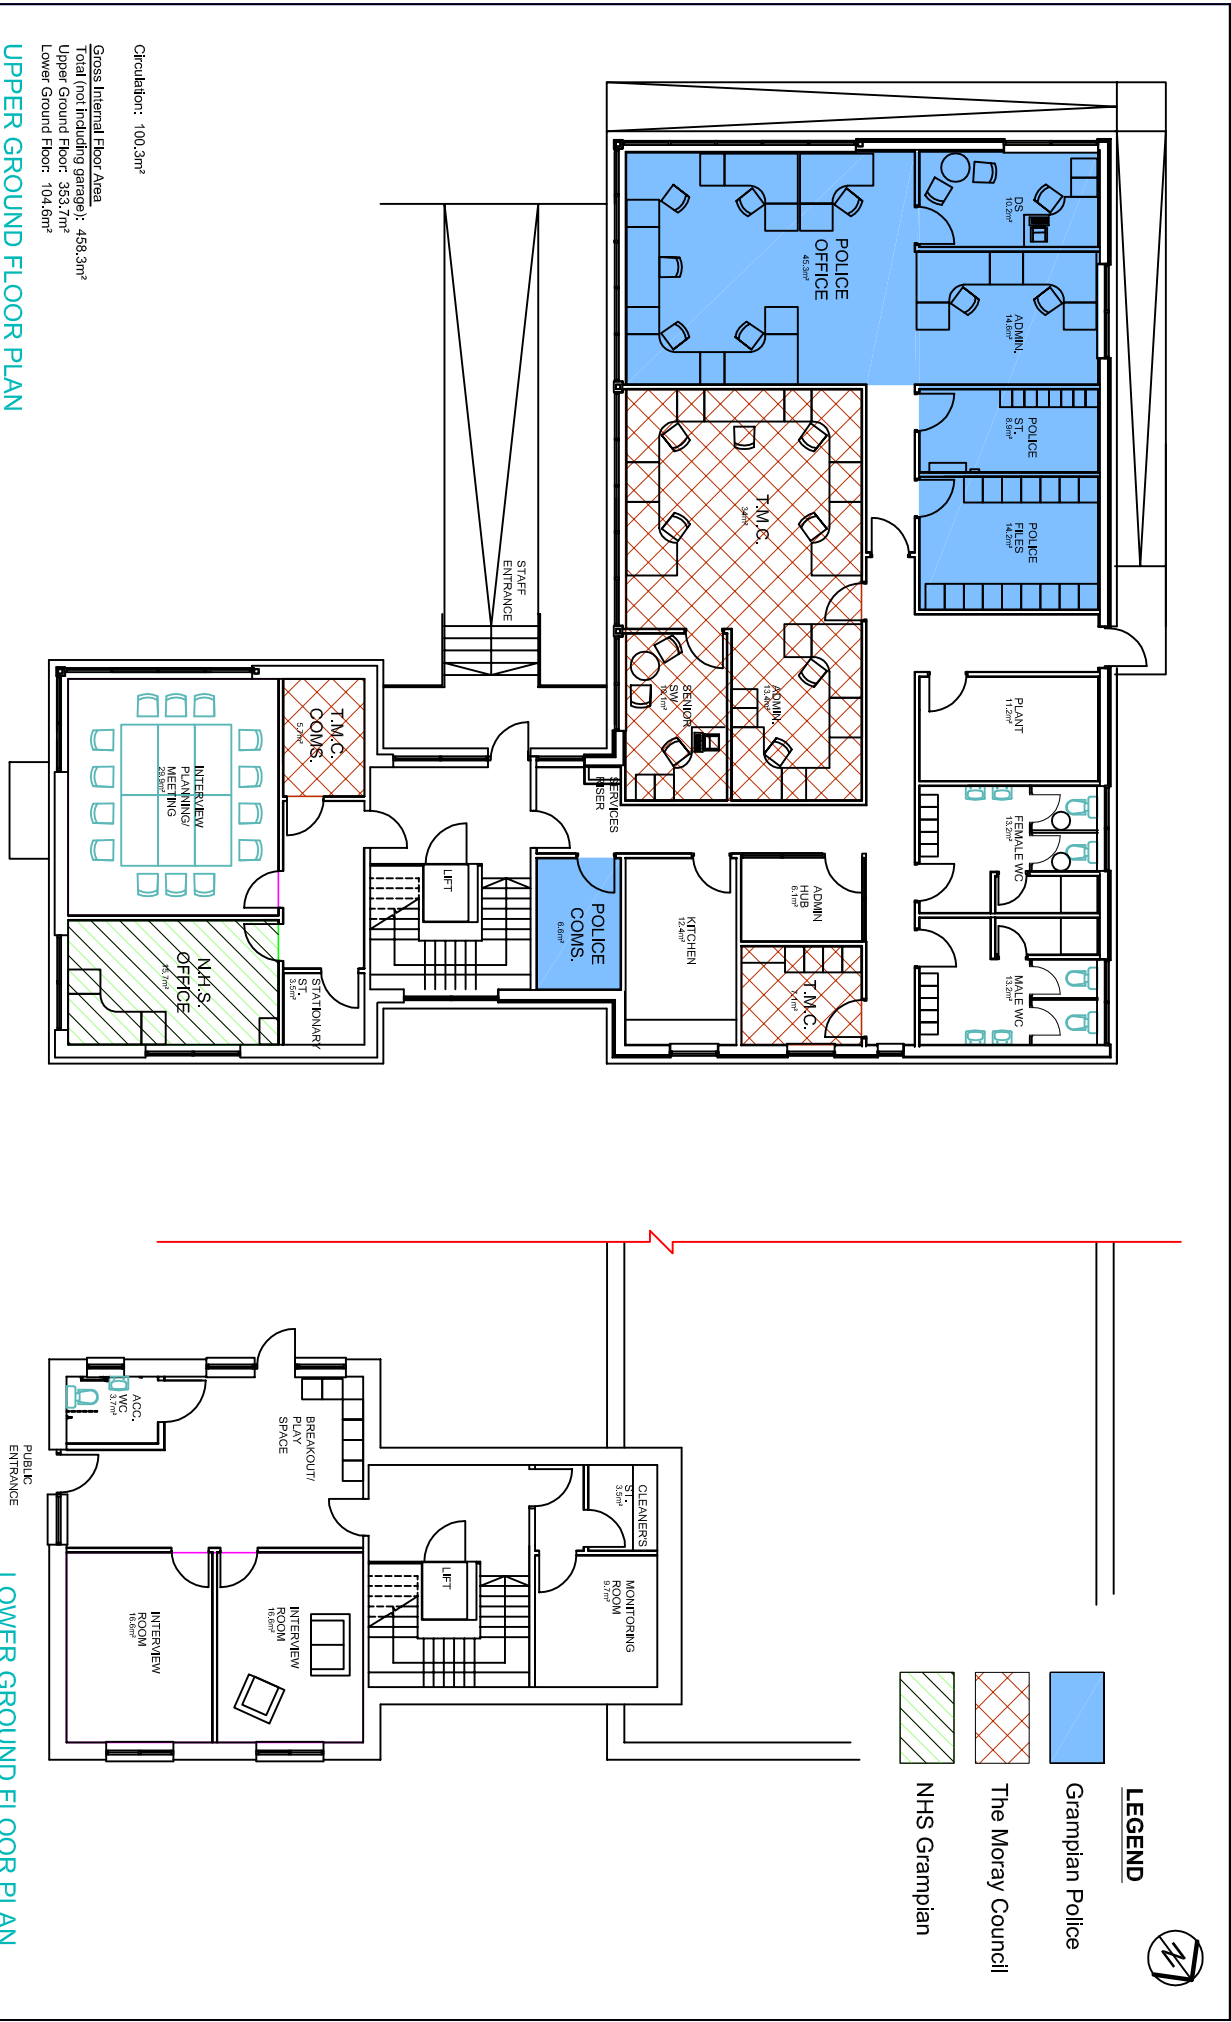 LEGEND
Grampian Police
The Moray Council
NHS Grampian
N
DS
10.2m²
ADMIN.
14.6m²
POLICE
ST.
8.9m²
POLICE
FILES
14.2m²
PLANT
11.2m²
FEMALE WC
13.2m²
MALE WC
13.2m²
POLICE
OFFICE
45.3m²
T.M.C.
34m²
ADMIN.
13.4m²
SENIOR
SW
10.1m²
ADMIN
HUB
6.1m²
T.M.C.
7.1m²
KITCHEN
12.4m²
SERVICES
RISER
POLICE
COMS.
6.6m²
STAFF
ENTRANCE
LIFT
T.M.C.
COMS.
5.7m²
STATIONARY
ST.
3.5m²
INTERVIEW
PLANNING/
MEETING
29.9m²
N.H.S.
OFFICE
15.7m²
Circulation: 100.3m²
Gross Internal Floor Area
Total (not including garage): 458.3m²
Upper Ground Floor: 353.7m²
Lower Ground Floor: 104.6m²
UPPER GROUND FLOOR PLAN
CLEANER'S
ST.
3.5m²
MONITORING
ROOM
9.7m²
LIFT
BREAKOUT/
PLAY
SPACE
INTERVIEW
ROOM
16.6m²
ACC.
WC
3.7m²
INTERVIEW
ROOM
16.6m²
PUBLIC
ENTRANCE
LOWER GROUND FLOOR PLAN